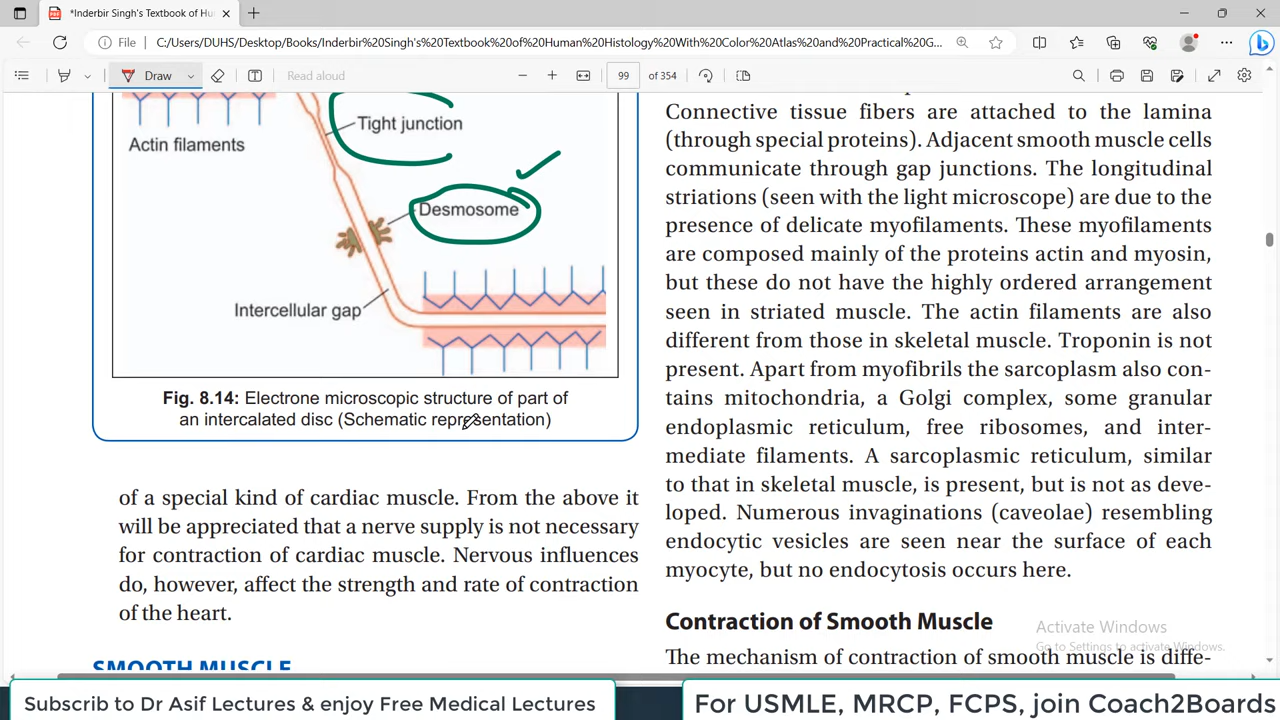 *Inderbir Singh's Textbook of Hum
File
C:/Users/DUHS/Desktop/Books/Inderbir%20Singh's%20Textbook%20of%20Human%20Histology%20With%20Color%20Atlas%20and%20Practical%20G...
Draw
Read aloud
99 of 354
Tight junction
Actin filaments
Desmosome
Intercellular gap
Fig. 8.14: Electrone microscopic structure of part of
an intercalated disc (Schematic representation)
of a special kind of cardiac muscle. From the above it
will be appreciated that a nerve supply is not necessary
for contraction of cardiac muscle. Nervous influences
do, however, affect the strength and rate of contraction
of the heart.
SMOOTH MUSCLE
Connective tissue fibers are attached to the lamina
(through special proteins). Adjacent smooth muscle cells
communicate through gap junctions. The longitudinal
striations (seen with the light microscope) are due to the
presence of delicate myofilaments. These myofilaments
are composed mainly of the proteins actin and myosin,
but these do not have the highly ordered arrangement
seen in striated muscle. The actin filaments are also
different from those in skeletal muscle. Troponin is not
present. Apart from myofibrils the sarcoplasm also con-
tains mitochondria, a Golgi complex, some granular
endoplasmic reticulum, free ribosomes, and inter-
mediate filaments. A sarcoplasmic reticulum, similar
to that in skeletal muscle, is present, but is not as deve-
loped. Numerous invaginations (caveolae) resembling
endocytic vesicles are seen near the surface of each
myocyte, but no endocytosis occurs here.
Contraction of Smooth Muscle
The mechanism of contraction of smooth muscle is diffe-
Activate Windows
Go to Settings to activate Windows.
Subscrib to Dr Asif Lectures & enjoy Free Medical Lectures
For USMLE, MRCP, FCPS, join Coach2Boards